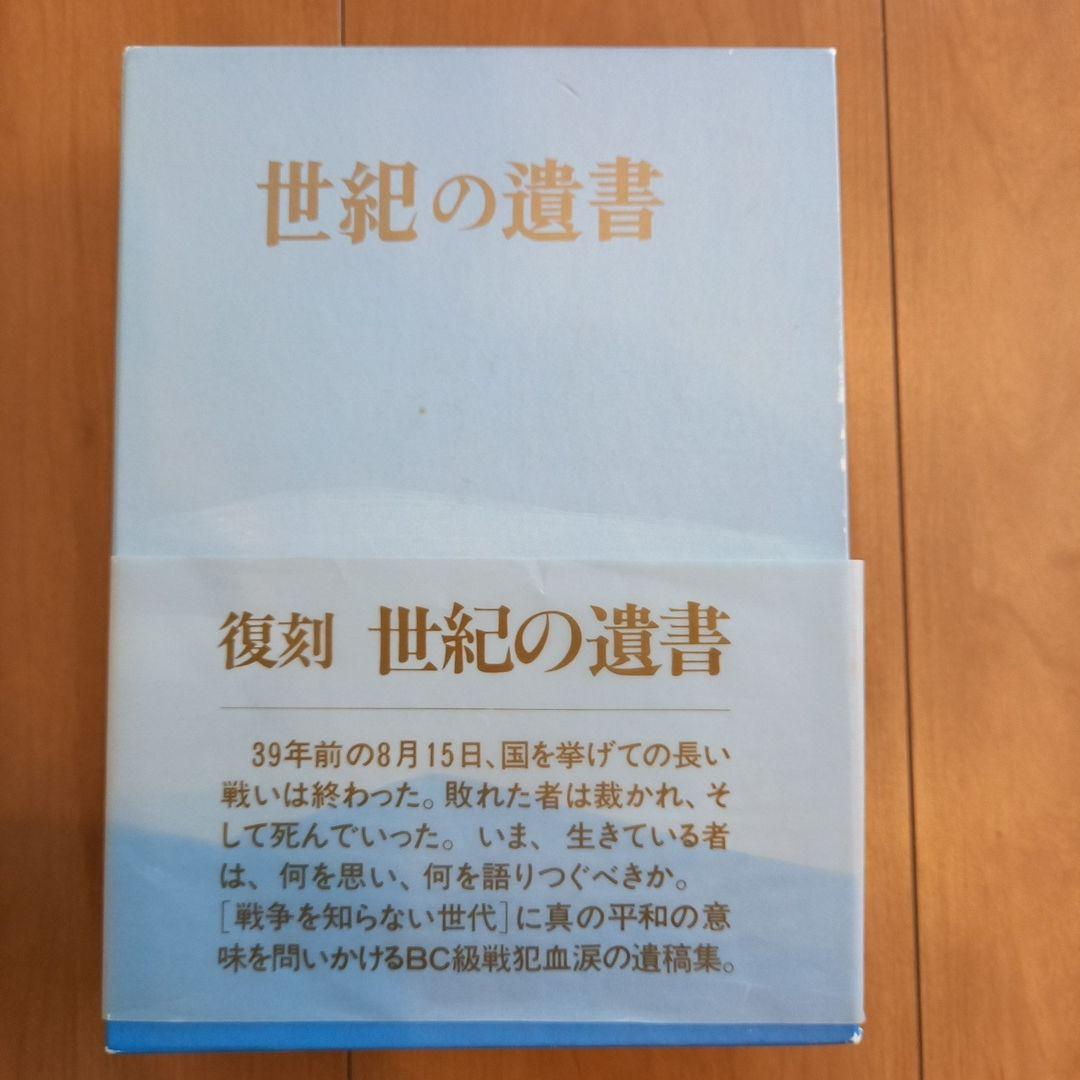 世紀の遺書
復刻 世紀の遺書
39年前の8月15日、国を挙げての長い
戦いは終わった。敗れた者は裁かれ、そ
して死んでいった。いま、生きている者
は、何を思い、何を語りつぐべきか。
[戦争を知らない世代]に真の平和の意
味を問いかけるBC級戦犯血涙の遺稿集。